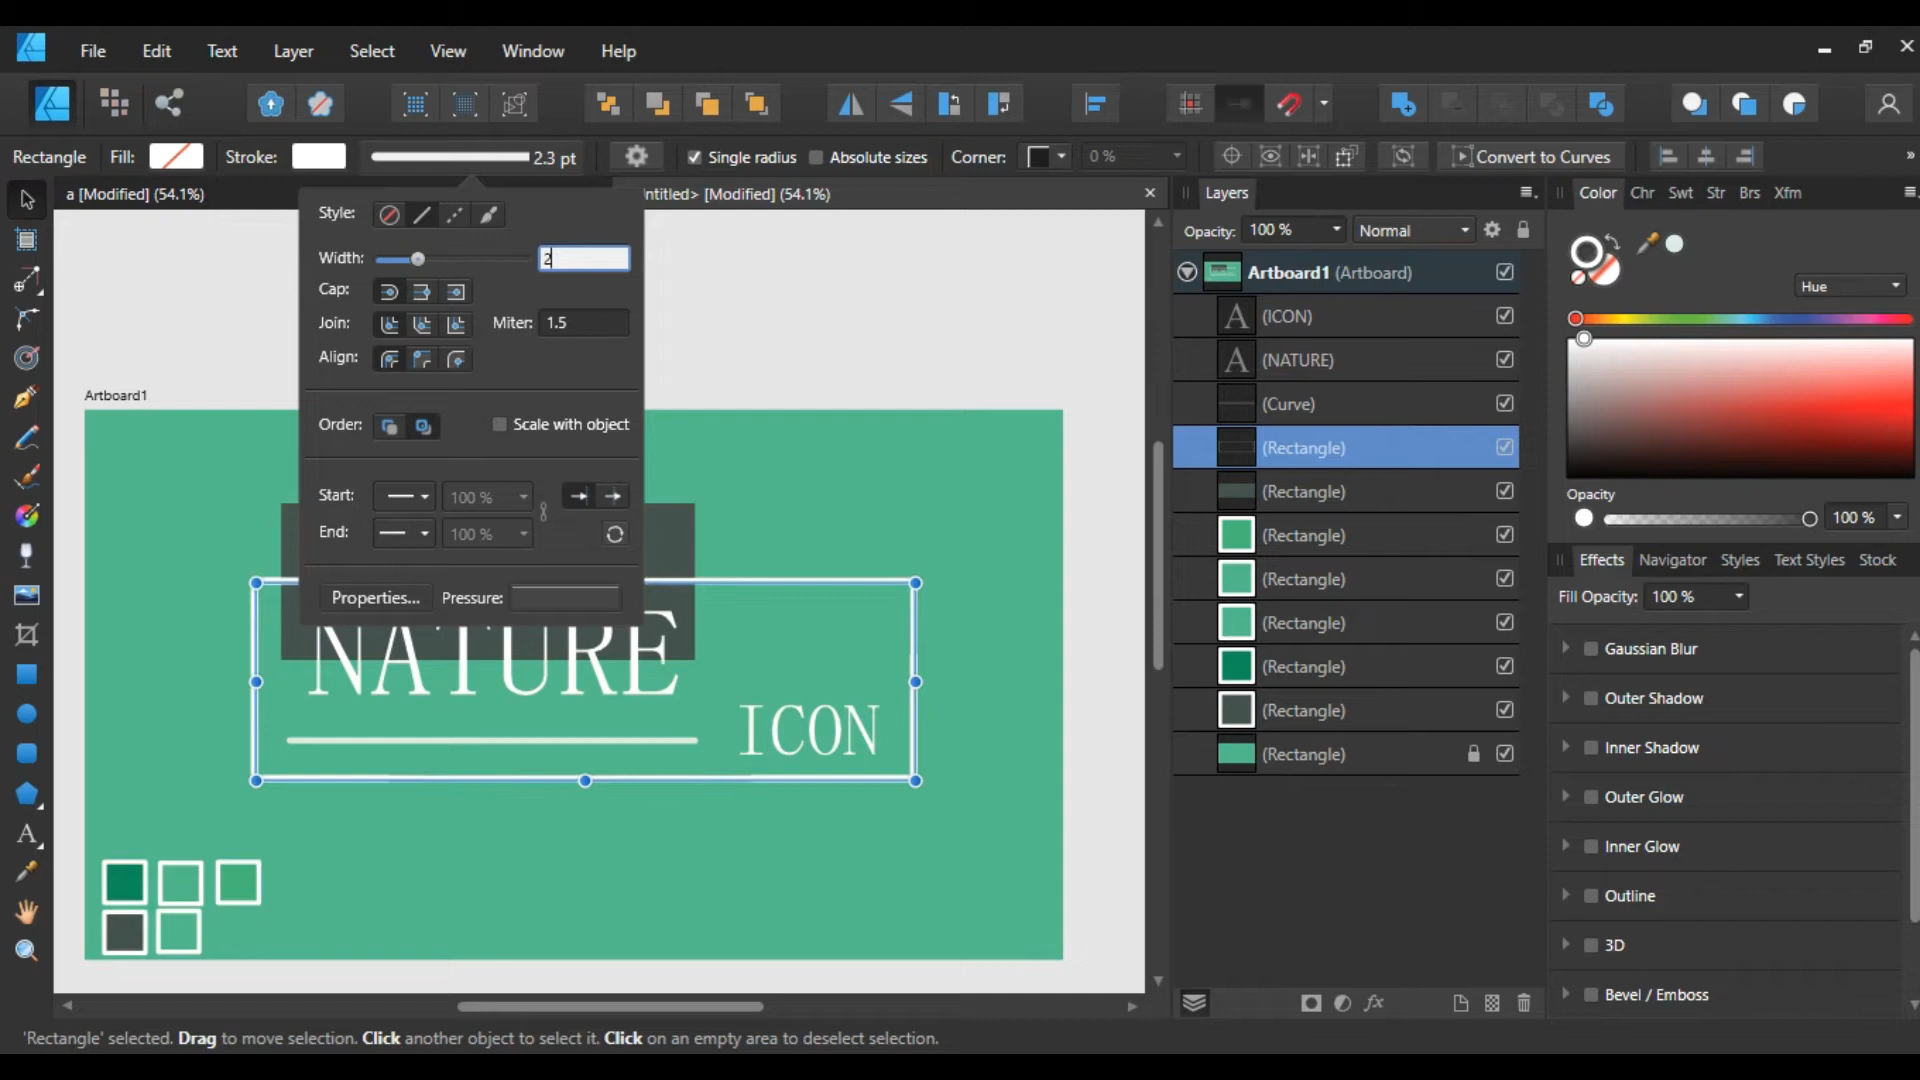 File Edit Text Layer Select View Window Help
Rectangle Fill: Stroke: 2.3 pt Single radius Absolute sizes Corner: 0 % Convert to Curves »
a [Modified] (54.1%) ntitled> [Modified] (54.1%)
Style:
Width: 2
Cap:
Join: Miter: 1.5
Align:
Order: Scale with object
Start: 100 %
End: 100 %
Properties... Pressure:
Artboard1
NATURE
ICON
Layers
Opacity: 100 % Normal
Artboard1 (Artboard)
A (ICON)
A (NATURE)
(Curve)
(Rectangle)
(Rectangle)
(Rectangle)
(Rectangle)
(Rectangle)
(Rectangle)
(Rectangle)
(Rectangle)
fx
Color Chr Swt Str Brs Xfm
Hue
Opacity
100 %
Effects Navigator Styles Text Styles Stock
Fill Opacity: 100 %
Gaussian Blur
Outer Shadow
Inner Shadow
Outer Glow
Inner Glow
Outline
3D
Bevel / Emboss
'Rectangle' selected. Drag to move selection. Click another object to select it. Click on an empty area to deselect selection.